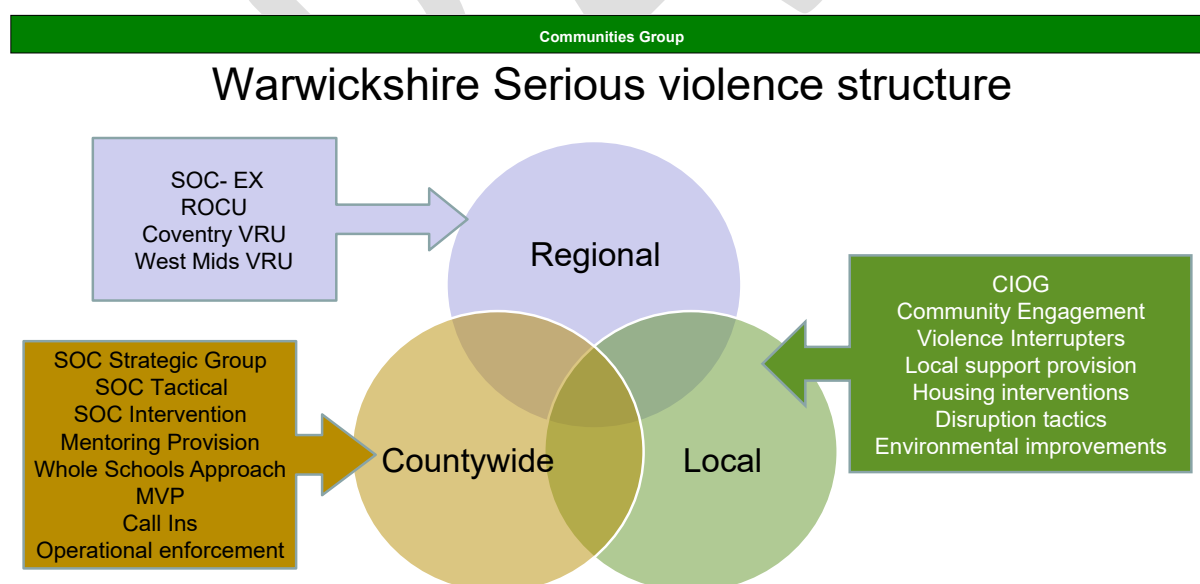 Communities Group
Warwickshire Serious violence structure
SOC- EX
ROCU
Coventry VRU
West Mids VRU
Regional
CIOG
Community Engagement
Violence Interrupters
Local support provision
Housing interventions
Disruption tactics
Environmental improvements
SOC Strategic Group
SOC Tactical
SOC Intervention
Mentoring Provision
Whole Schools Approach
MVP
Call Ins
Operational enforcement
Countywide
Local